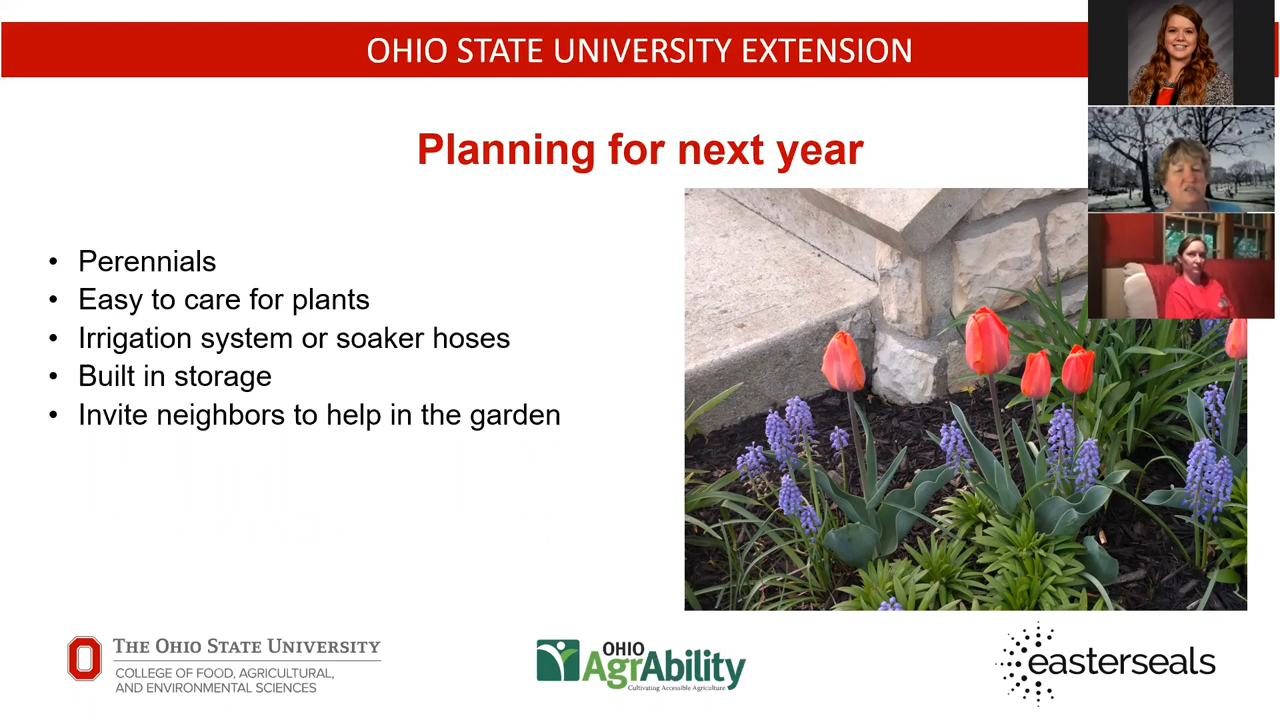 OHIO STATE UNIVERSITY EXTENSION
Planning for next year
• Perennials
• Easy to care for plants
• Irrigation system or soaker hoses
• Built in storage
• Invite neighbors to help in the garden
THE OHIO STATE UNIVERSITY
COLLEGE OF FOOD, AGRICULTURAL,
AND ENVIRONMENTAL SCIENCES
OHIO
AgrAbility
Cultivating Accessible Agriculture
easterseals